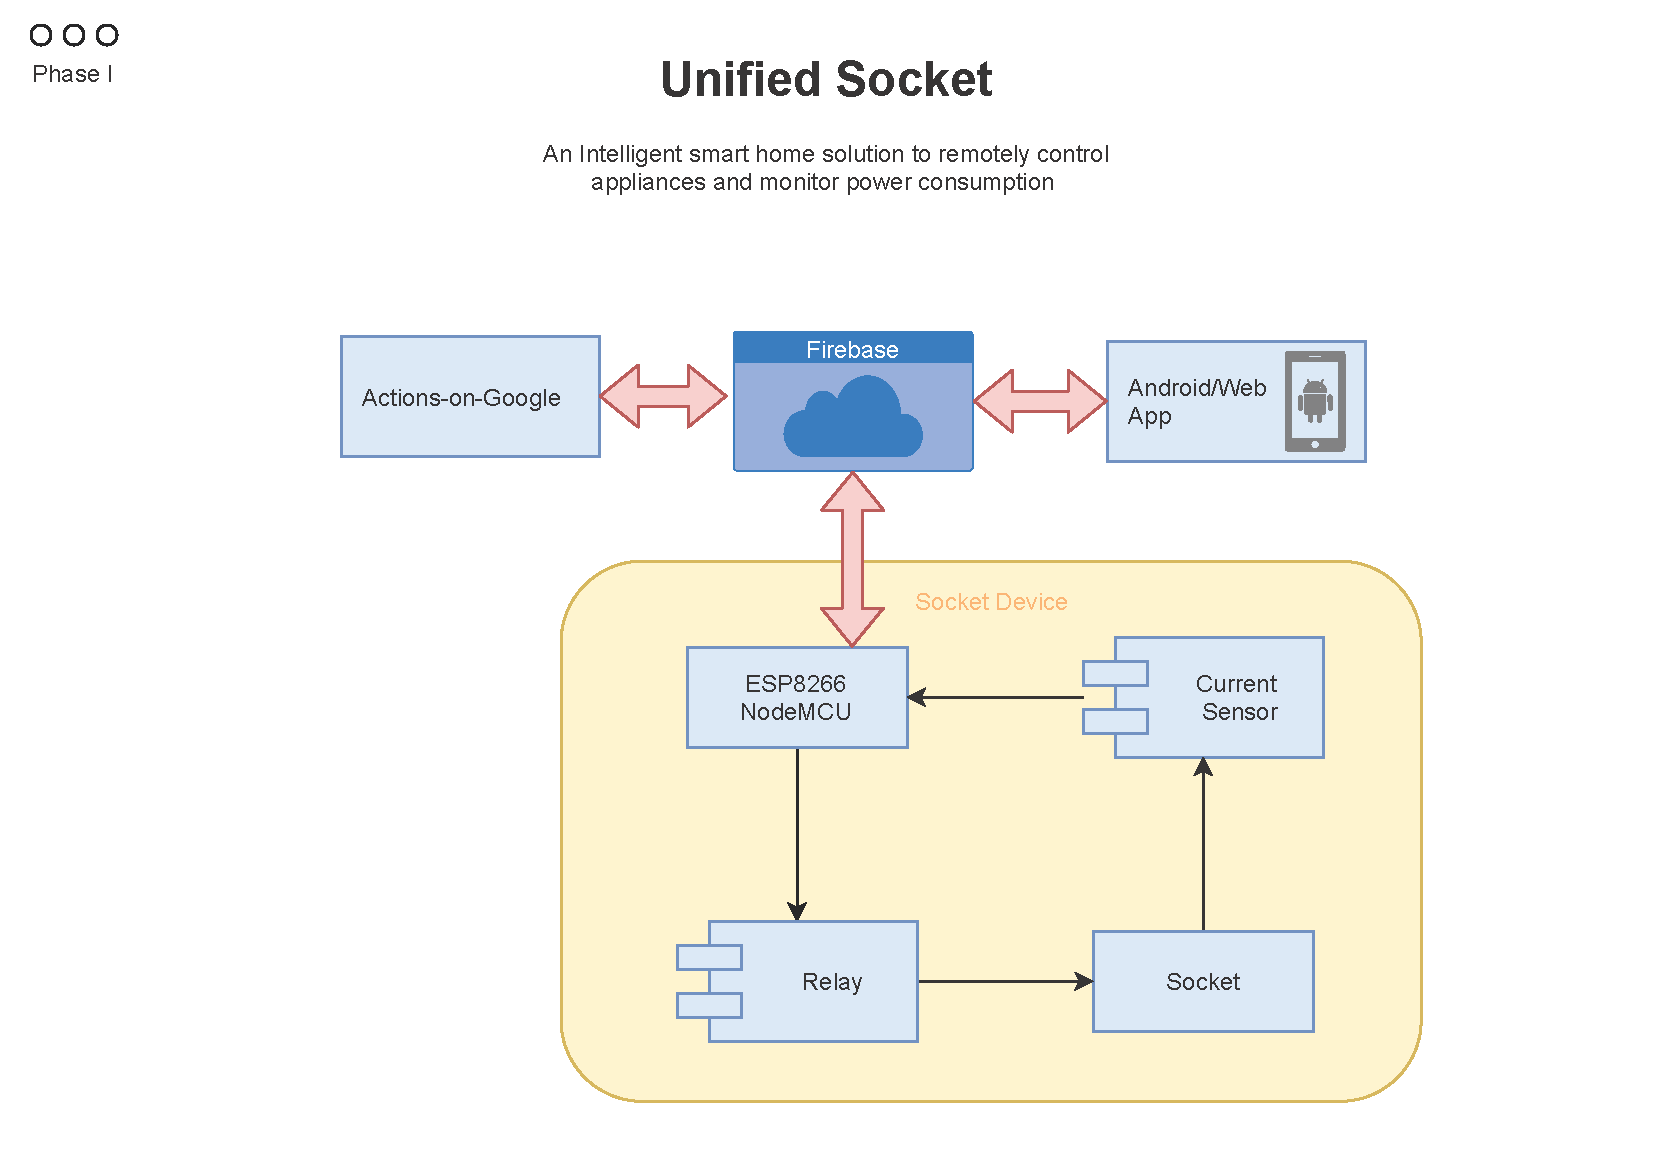 Phase I
Unified Socket
An Intelligent smart home solution to remotely control
appliances and monitor power consumption
Actions-on-Google
Firebase
Android/Web
App
Socket Device
ESP8266
NodeMCU
Current
Sensor
Relay
Socket